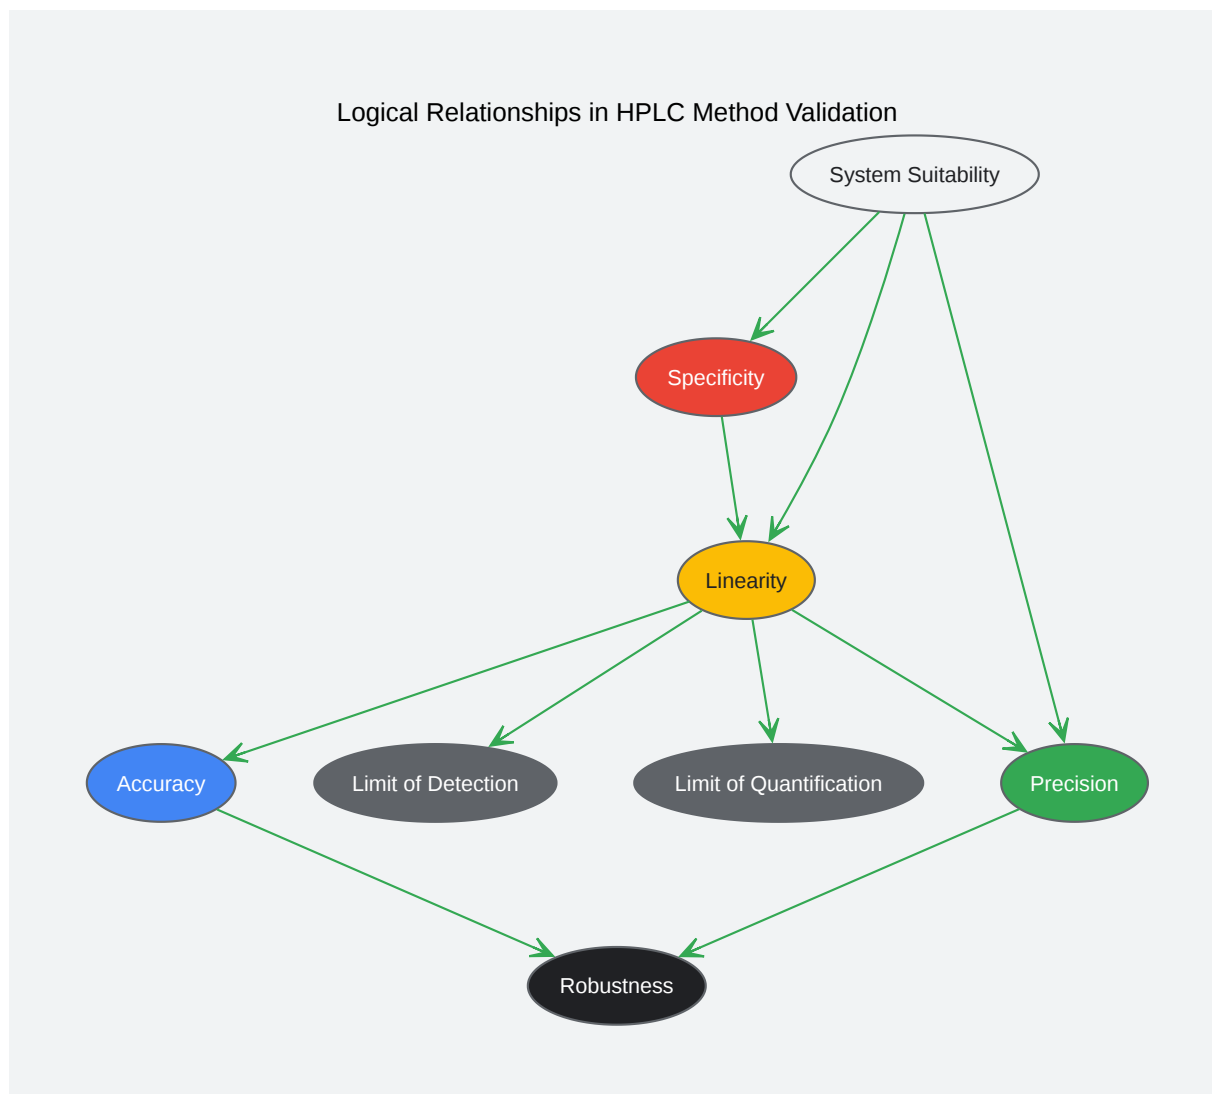 Logical Relationships in HPLC Method Validation
System Suitability
Specificity
Linearity
Accuracy
Limit of Detection
Limit of Quantification
Precision
Robustness